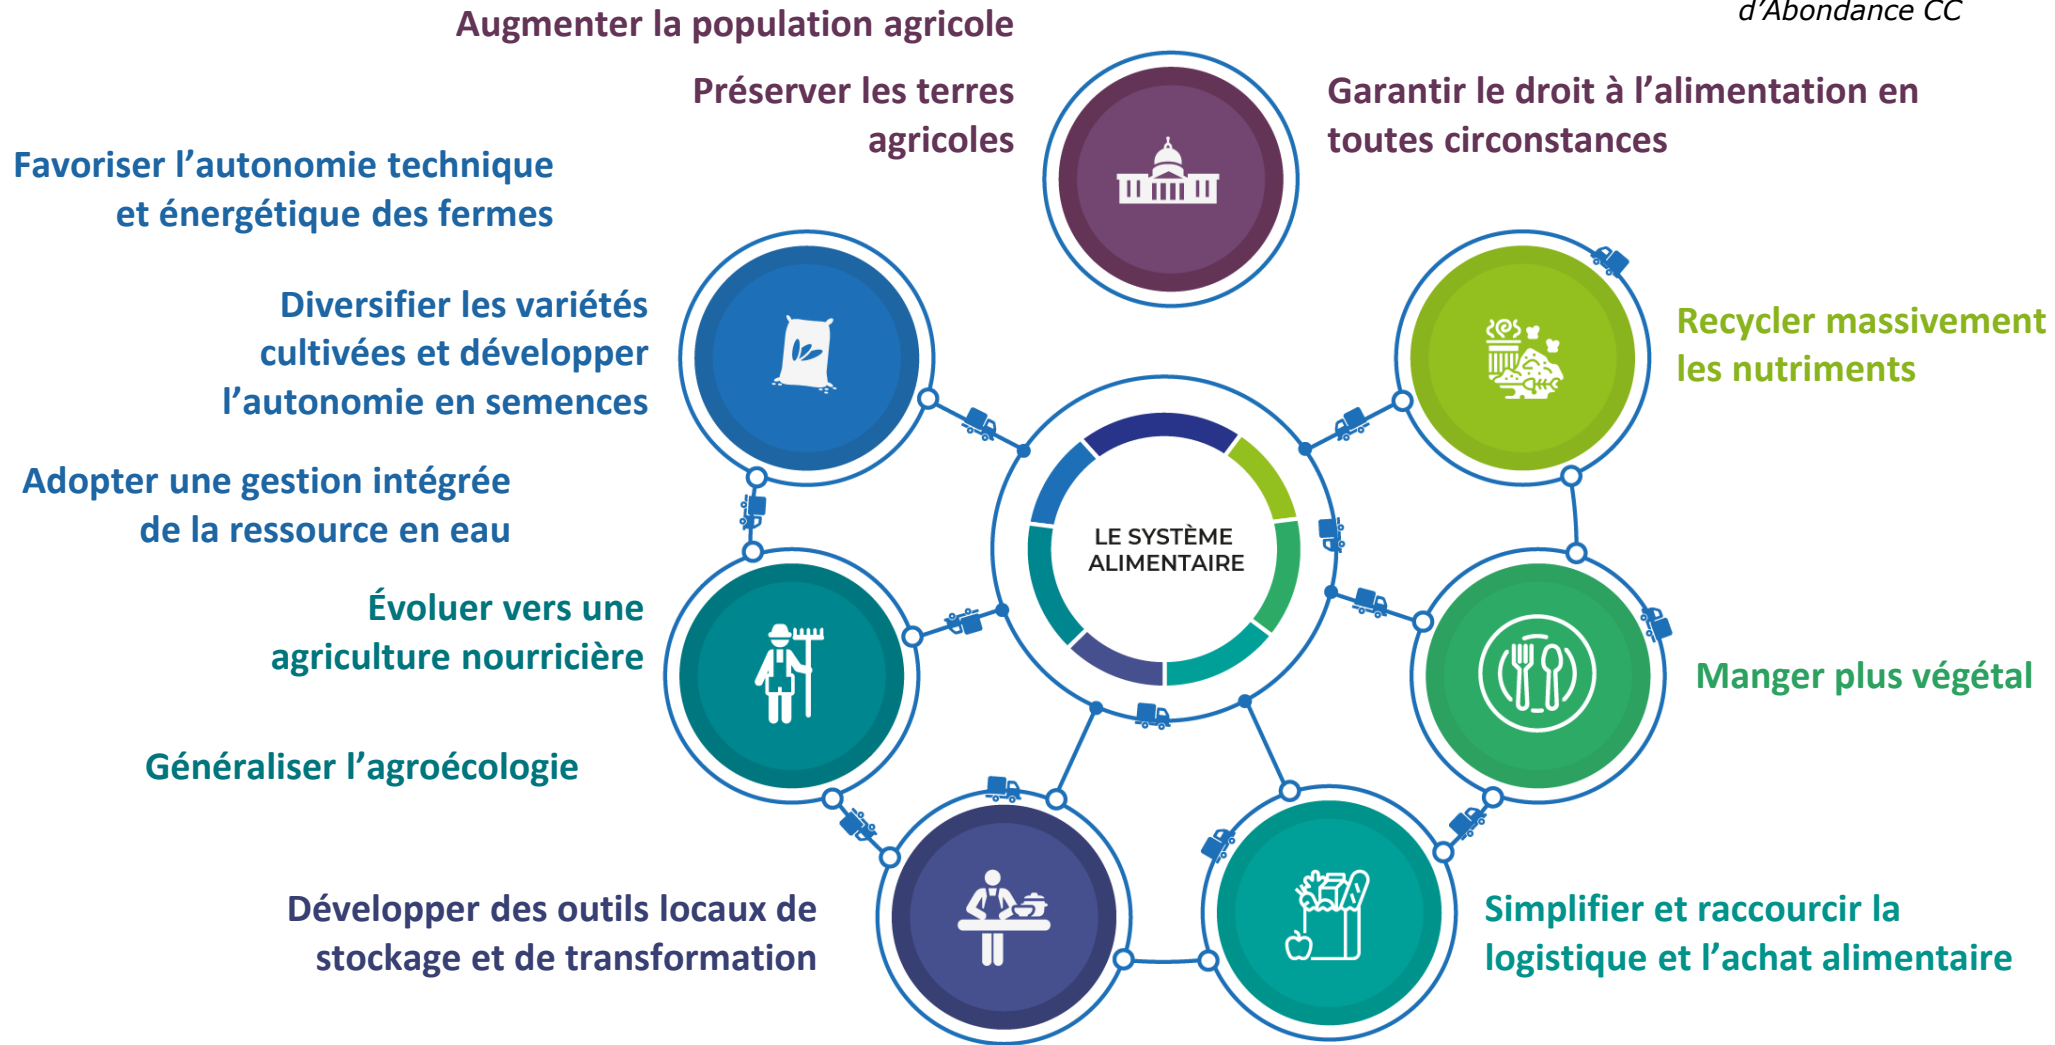 d'Abondance CC
Augmenter la population agricole
Préserver les terres
agricoles
Garantir le droit à l'alimentation en
toutes circonstances
Favoriser l'autonomie technique
et énergétique des fermes
Diversifier les variétés
cultivées et développer
l'autonomie en semences
Recycler massivement
les nutriments
Adopter une gestion intégrée
de la ressource en eau
LE SYSTÈME
ALIMENTAIRE
Évoluer vers une
agriculture nourricière
Manger plus végétal
Généraliser l'agroécologie
Développer des outils locaux de
stockage et de transformation
Simplifier et raccourcir la
logistique et l'achat alimentaire